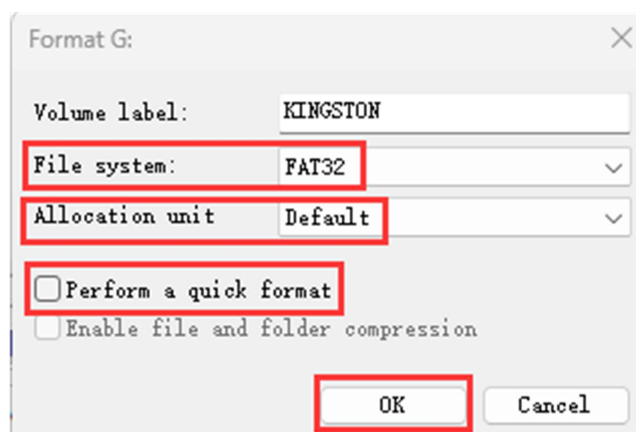 Format G:
Volume label: KINGSTON
File system: FAT32
Allocation unit Default
Perform a quick format
Enable file and folder compression
OK Cancel